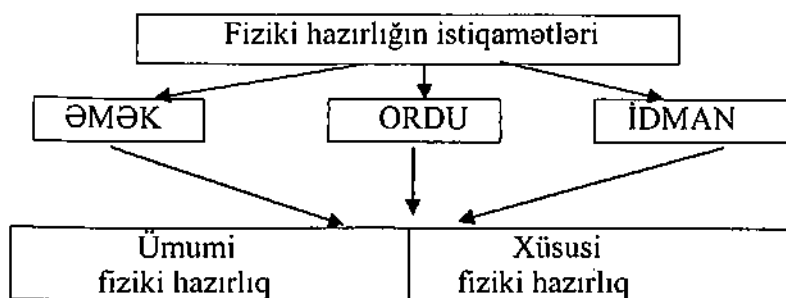 Fiziki hazırlığın istiqamətləri
ƏMƏK
ORDU
İDMAN
Ümumi
fiziki hazırlıq
Xüsusi
fiziki hazırlıq